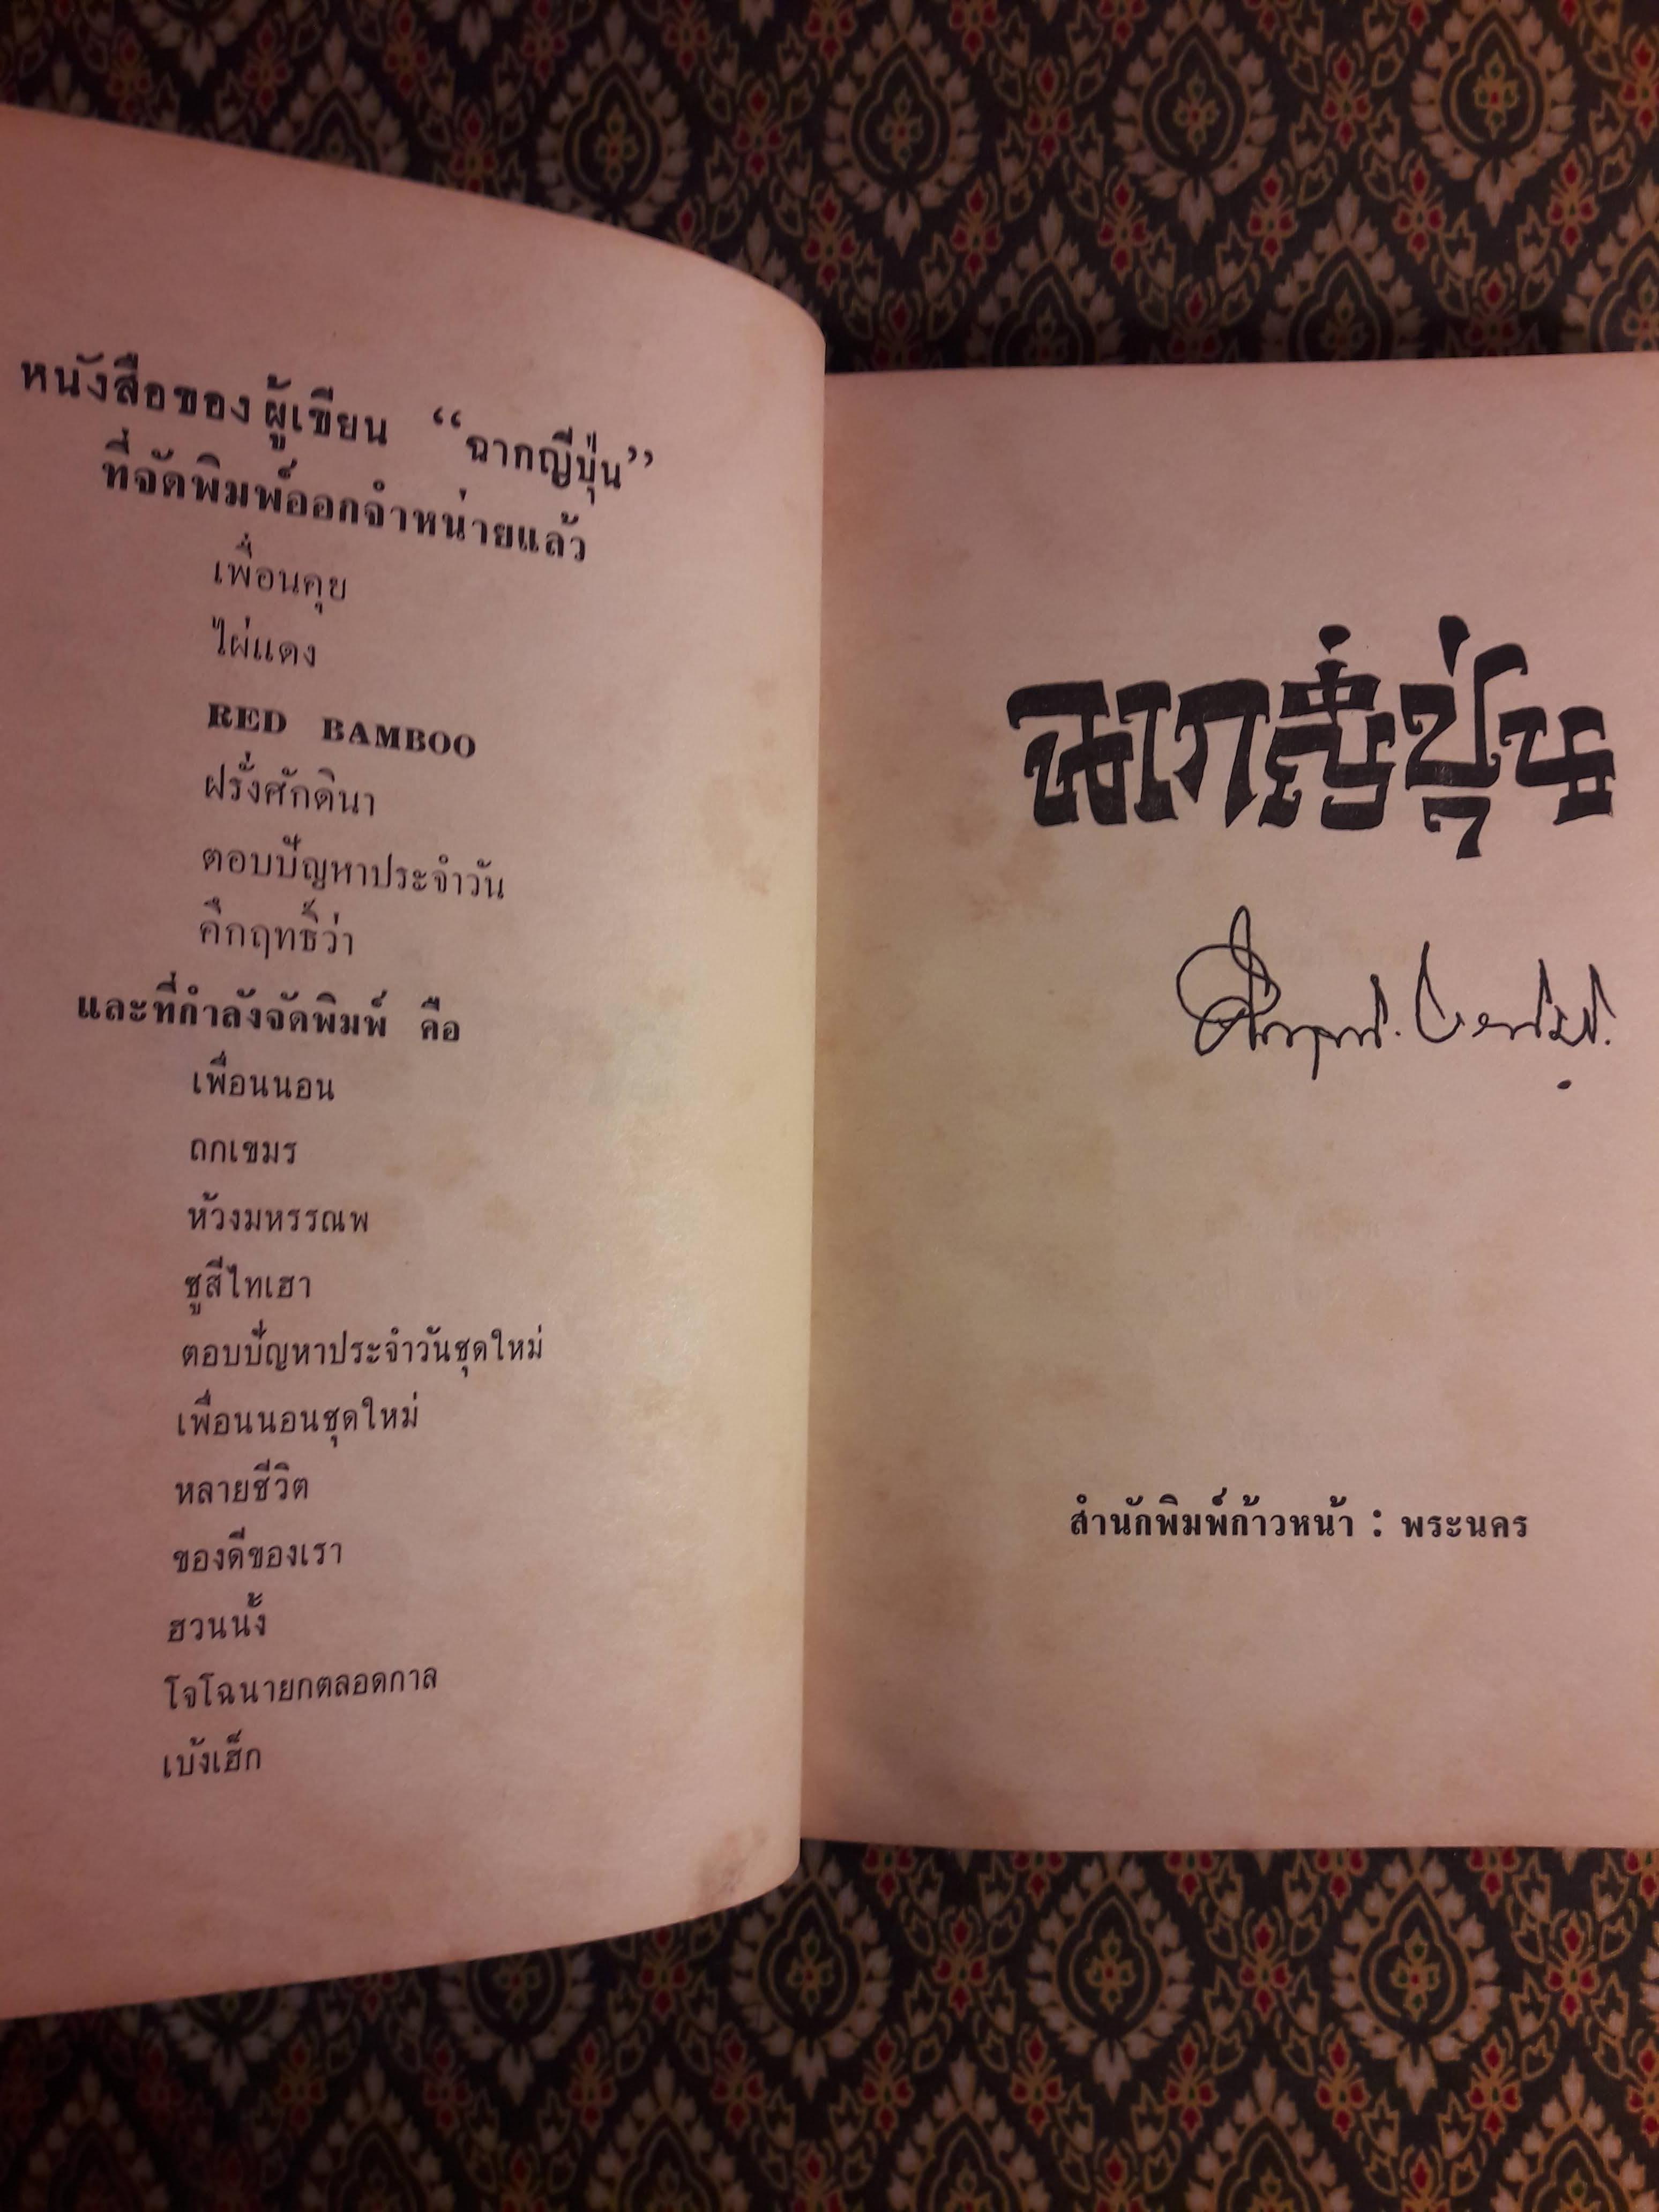 หนังสือของผู้เขียน “ฉากญี่ปุ่น”
ที่จัดพิมพ์ออกจำหน่ายแล้ว
เพื่อนคุย
ไผ่แดง
RED BAMBOO
ฝรั่งศักดินา
ตอบปัญหาประจำวัน
คึกฤทธิ์ว่า
และที่กำลังจัดพิมพ์ คือ
เพื่อนนอน
ถกเขมร
ห้วงมหรรณพ
ซูสีไทเฮา
ตอบปัญหาประจำวันชุดใหม่
เพื่อนนอนชุดใหม่
หลายชีวิต
ของดีของเรา
ฮวนนั้ง
โจโฉนายกตลอดกาล
เบ้งเฮ็ก
ฉากญี่ปุ่น
คึกฤทธิ์ ปราโมช
สำนักพิมพ์ก้าวหน้า : พระนคร